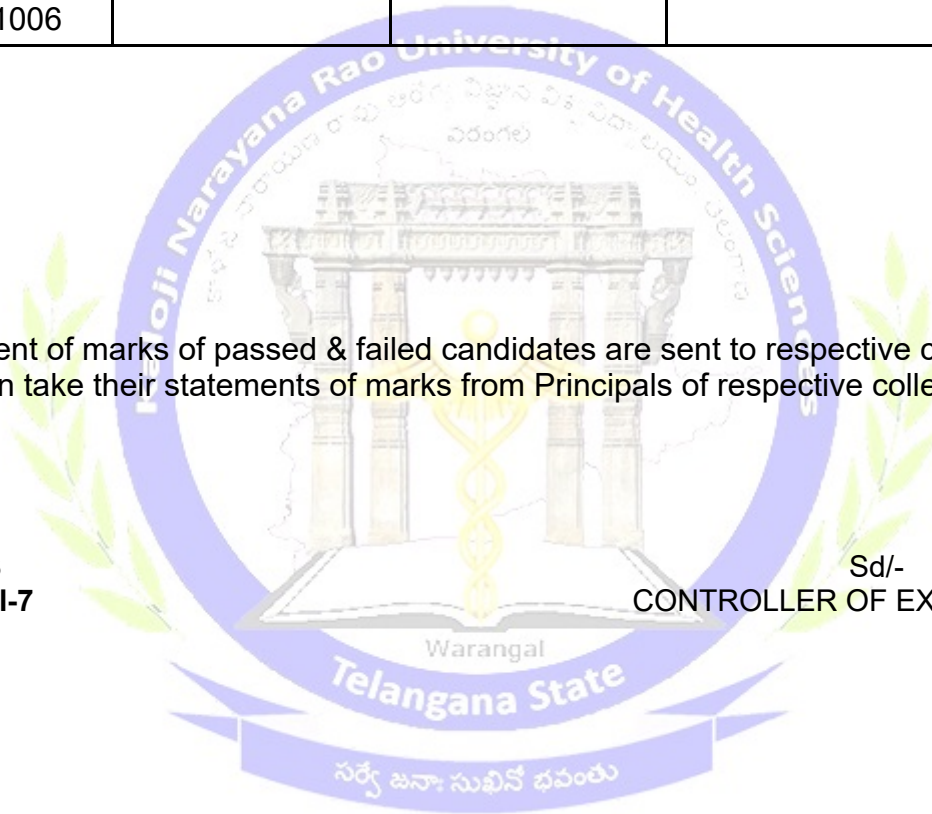 1006
Kaloji Narayana Rao University of Health Sciences
వరంగల్
ent of marks of passed & failed candidates are sent to respective c
n take their statements of marks from Principals of respective colle
Sd/-
l-7
CONTROLLER OF EX
Warangal
Telangana State
సర్వే జనాః సుఖినో భవంతు